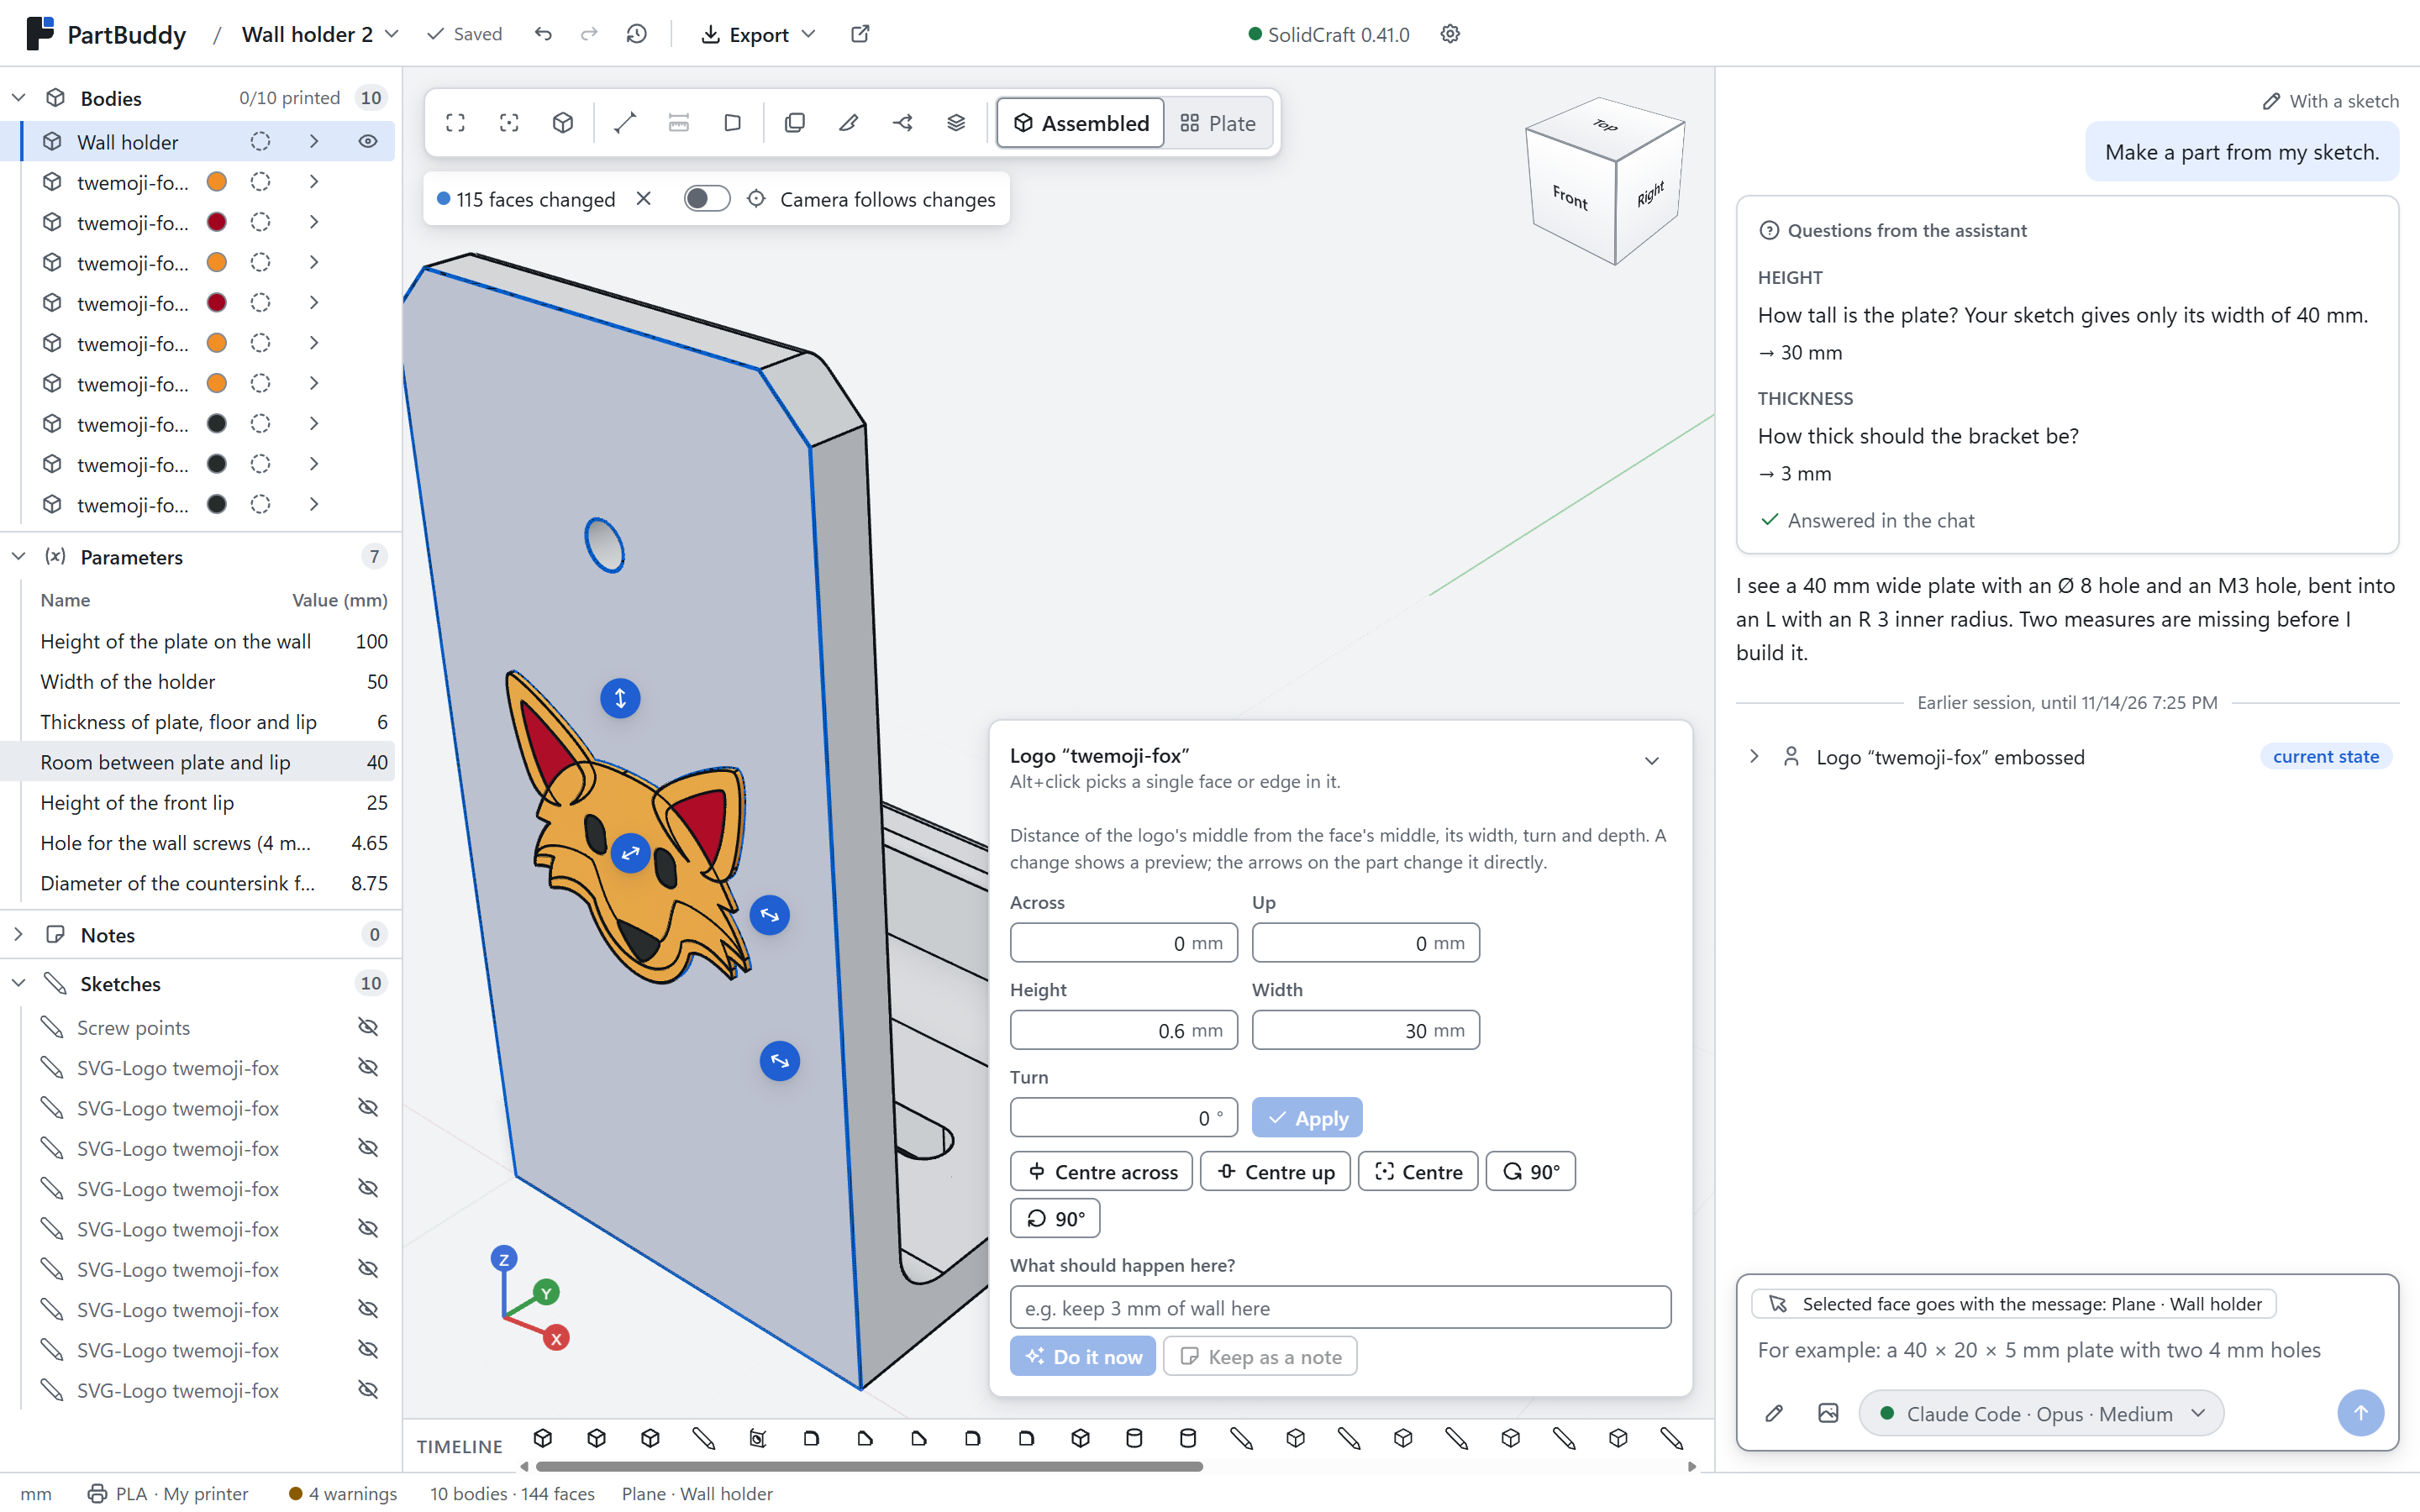 PartBuddy / Wall holder 2 Saved Export SolidCraft 0.41.0
Bodies 0/10 printed 10
Wall holder
twemoji-fo...
twemoji-fo...
twemoji-fo...
twemoji-fo...
twemoji-fo...
twemoji-fo...
twemoji-fo...
twemoji-fo...
twemoji-fo...
Parameters 7
Name Value (mm)
Height of the plate on the wall 100
Width of the holder 50
Thickness of plate, floor and lip 6
Room between plate and lip 40
Height of the front lip 25
Hole for the wall screws (4 m... 4.65
Diameter of the countersink f... 8.75
Notes 0
Sketches 10
Screw points
SVG-Logo twemoji-fox
SVG-Logo twemoji-fox
SVG-Logo twemoji-fox
SVG-Logo twemoji-fox
SVG-Logo twemoji-fox
SVG-Logo twemoji-fox
SVG-Logo twemoji-fox
SVG-Logo twemoji-fox
SVG-Logo twemoji-fox
Assembled Plate
115 faces changed Camera follows changes
Top
Front Right
Z
Y
X
Logo “twemoji-fox”
Alt+click picks a single face or edge in it.
Distance of the logo's middle from the face's middle, its width, turn and depth. A
change shows a preview; the arrows on the part change it directly.
Across Up
0 mm 0 mm
Height Width
0.6 mm 30 mm
Turn
0 ° Apply
Centre across Centre up Centre 90°
90°
What should happen here?
e.g. keep 3 mm of wall here
Do it now Keep as a note
TIMELINE
With a sketch
Make a part from my sketch.
Questions from the assistant
HEIGHT
How tall is the plate? Your sketch gives only its width of 40 mm.
→ 30 mm
THICKNESS
How thick should the bracket be?
→ 3 mm
Answered in the chat
I see a 40 mm wide plate with an Ø 8 hole and an M3 hole, bent into
an L with an R 3 inner radius. Two measures are missing before I
build it.
Earlier session, until 11/14/26 7:25 PM
Logo “twemoji-fox” embossed current state
Selected face goes with the message: Plane · Wall holder
For example: a 40 × 20 × 5 mm plate with two 4 mm holes
Claude Code · Opus · Medium
mm PLA · My printer 4 warnings 10 bodies · 144 faces Plane · Wall holder